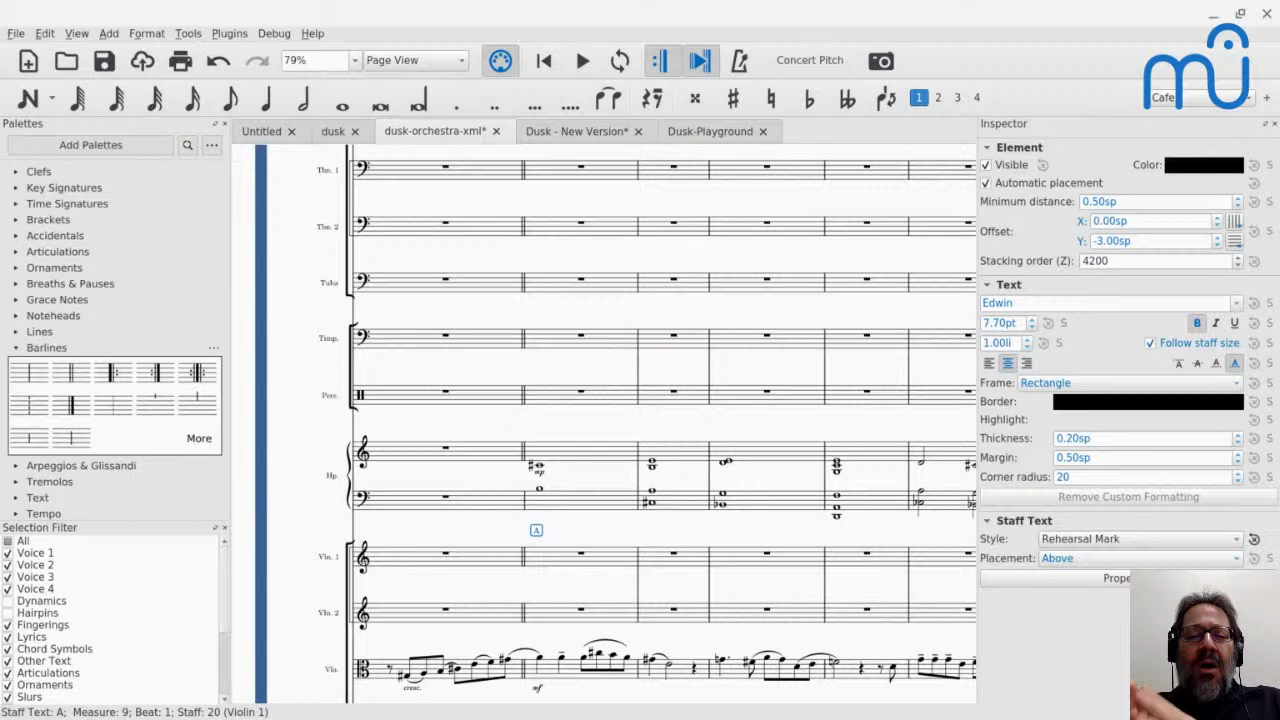 File Edit View Add Format Tools Plugins Debug Help
79% Page View Concert Pitch
1 2 3 4
Palettes
Untitled dusk dusk-orchestra-xml* Dusk - New Version* Dusk-Playground
Inspector
Add Palettes
Clefs
Key Signatures
Time Signatures
Brackets
Accidentals
Articulations
Ornaments
Breaths & Pauses
Grace Notes
Noteheads
Lines
Barlines
More
Arpeggios & Glissandi
Tremolos
Text
Tempo
Selection Filter
All
Voice 1
Voice 2
Voice 3
Voice 4
Dynamics
Hairpins
Fingerings
Lyrics
Chord Symbols
Other Text
Articulations
Ornaments
Slurs
Tbn. 1
Tbn. 2
Tuba
Timp.
Perc.
Hp.
mp
A
Vln. 1
Vln. 2
Vla.
cresc.
mf
Element
Visible Color:
Automatic placement
Minimum distance: 0.50sp
Offset: X: 0.00sp
Y: -3.00sp
Stacking order (Z): 4200
Text
Edwin
7.70pt B I U
1.00li Follow staff size
Frame: Rectangle
Border:
Highlight:
Thickness: 0.20sp
Margin: 0.50sp
Corner radius: 20
Remove Custom Formatting
Staff Text
Style: Rehearsal Mark
Placement: Above
Staff Text: A; Measure: 9; Beat: 1; Staff: 20 (Violin 1)